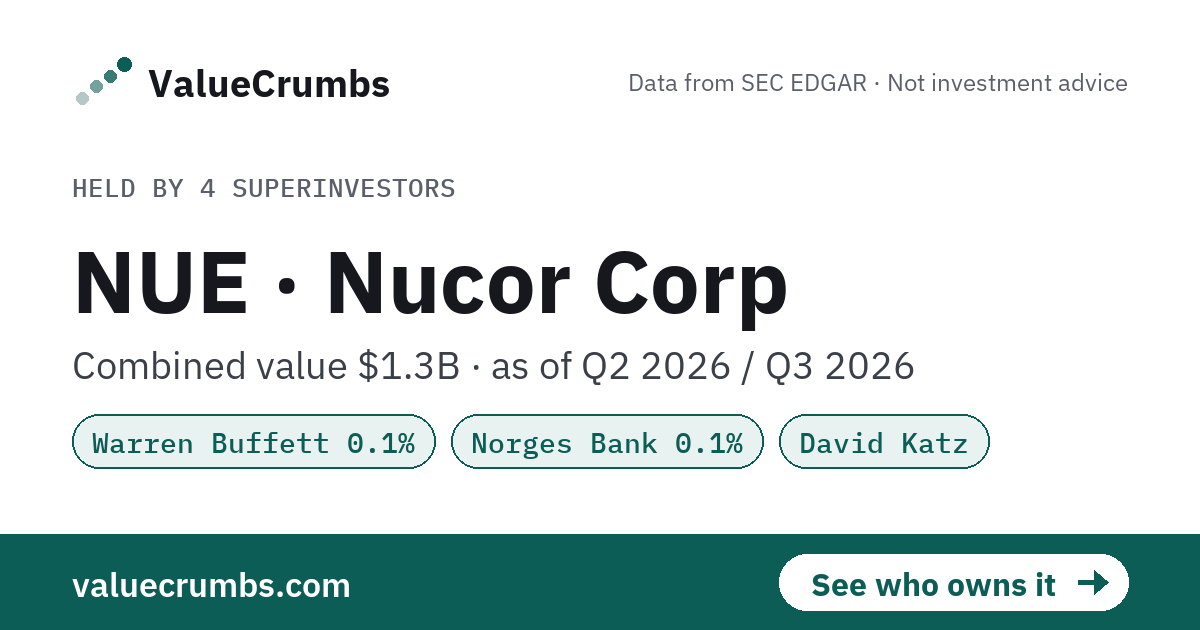 ValueCrumbs
Data from SEC EDGAR · Not investment advice
HELD BY 4 SUPERINVESTORS
NUE · Nucor Corp
Combined value $1.3B · as of Q2 2026 / Q3 2026
Warren Buffett 0.1% Norges Bank 0.1% David Katz
valuecrumbs.com
See who owns it